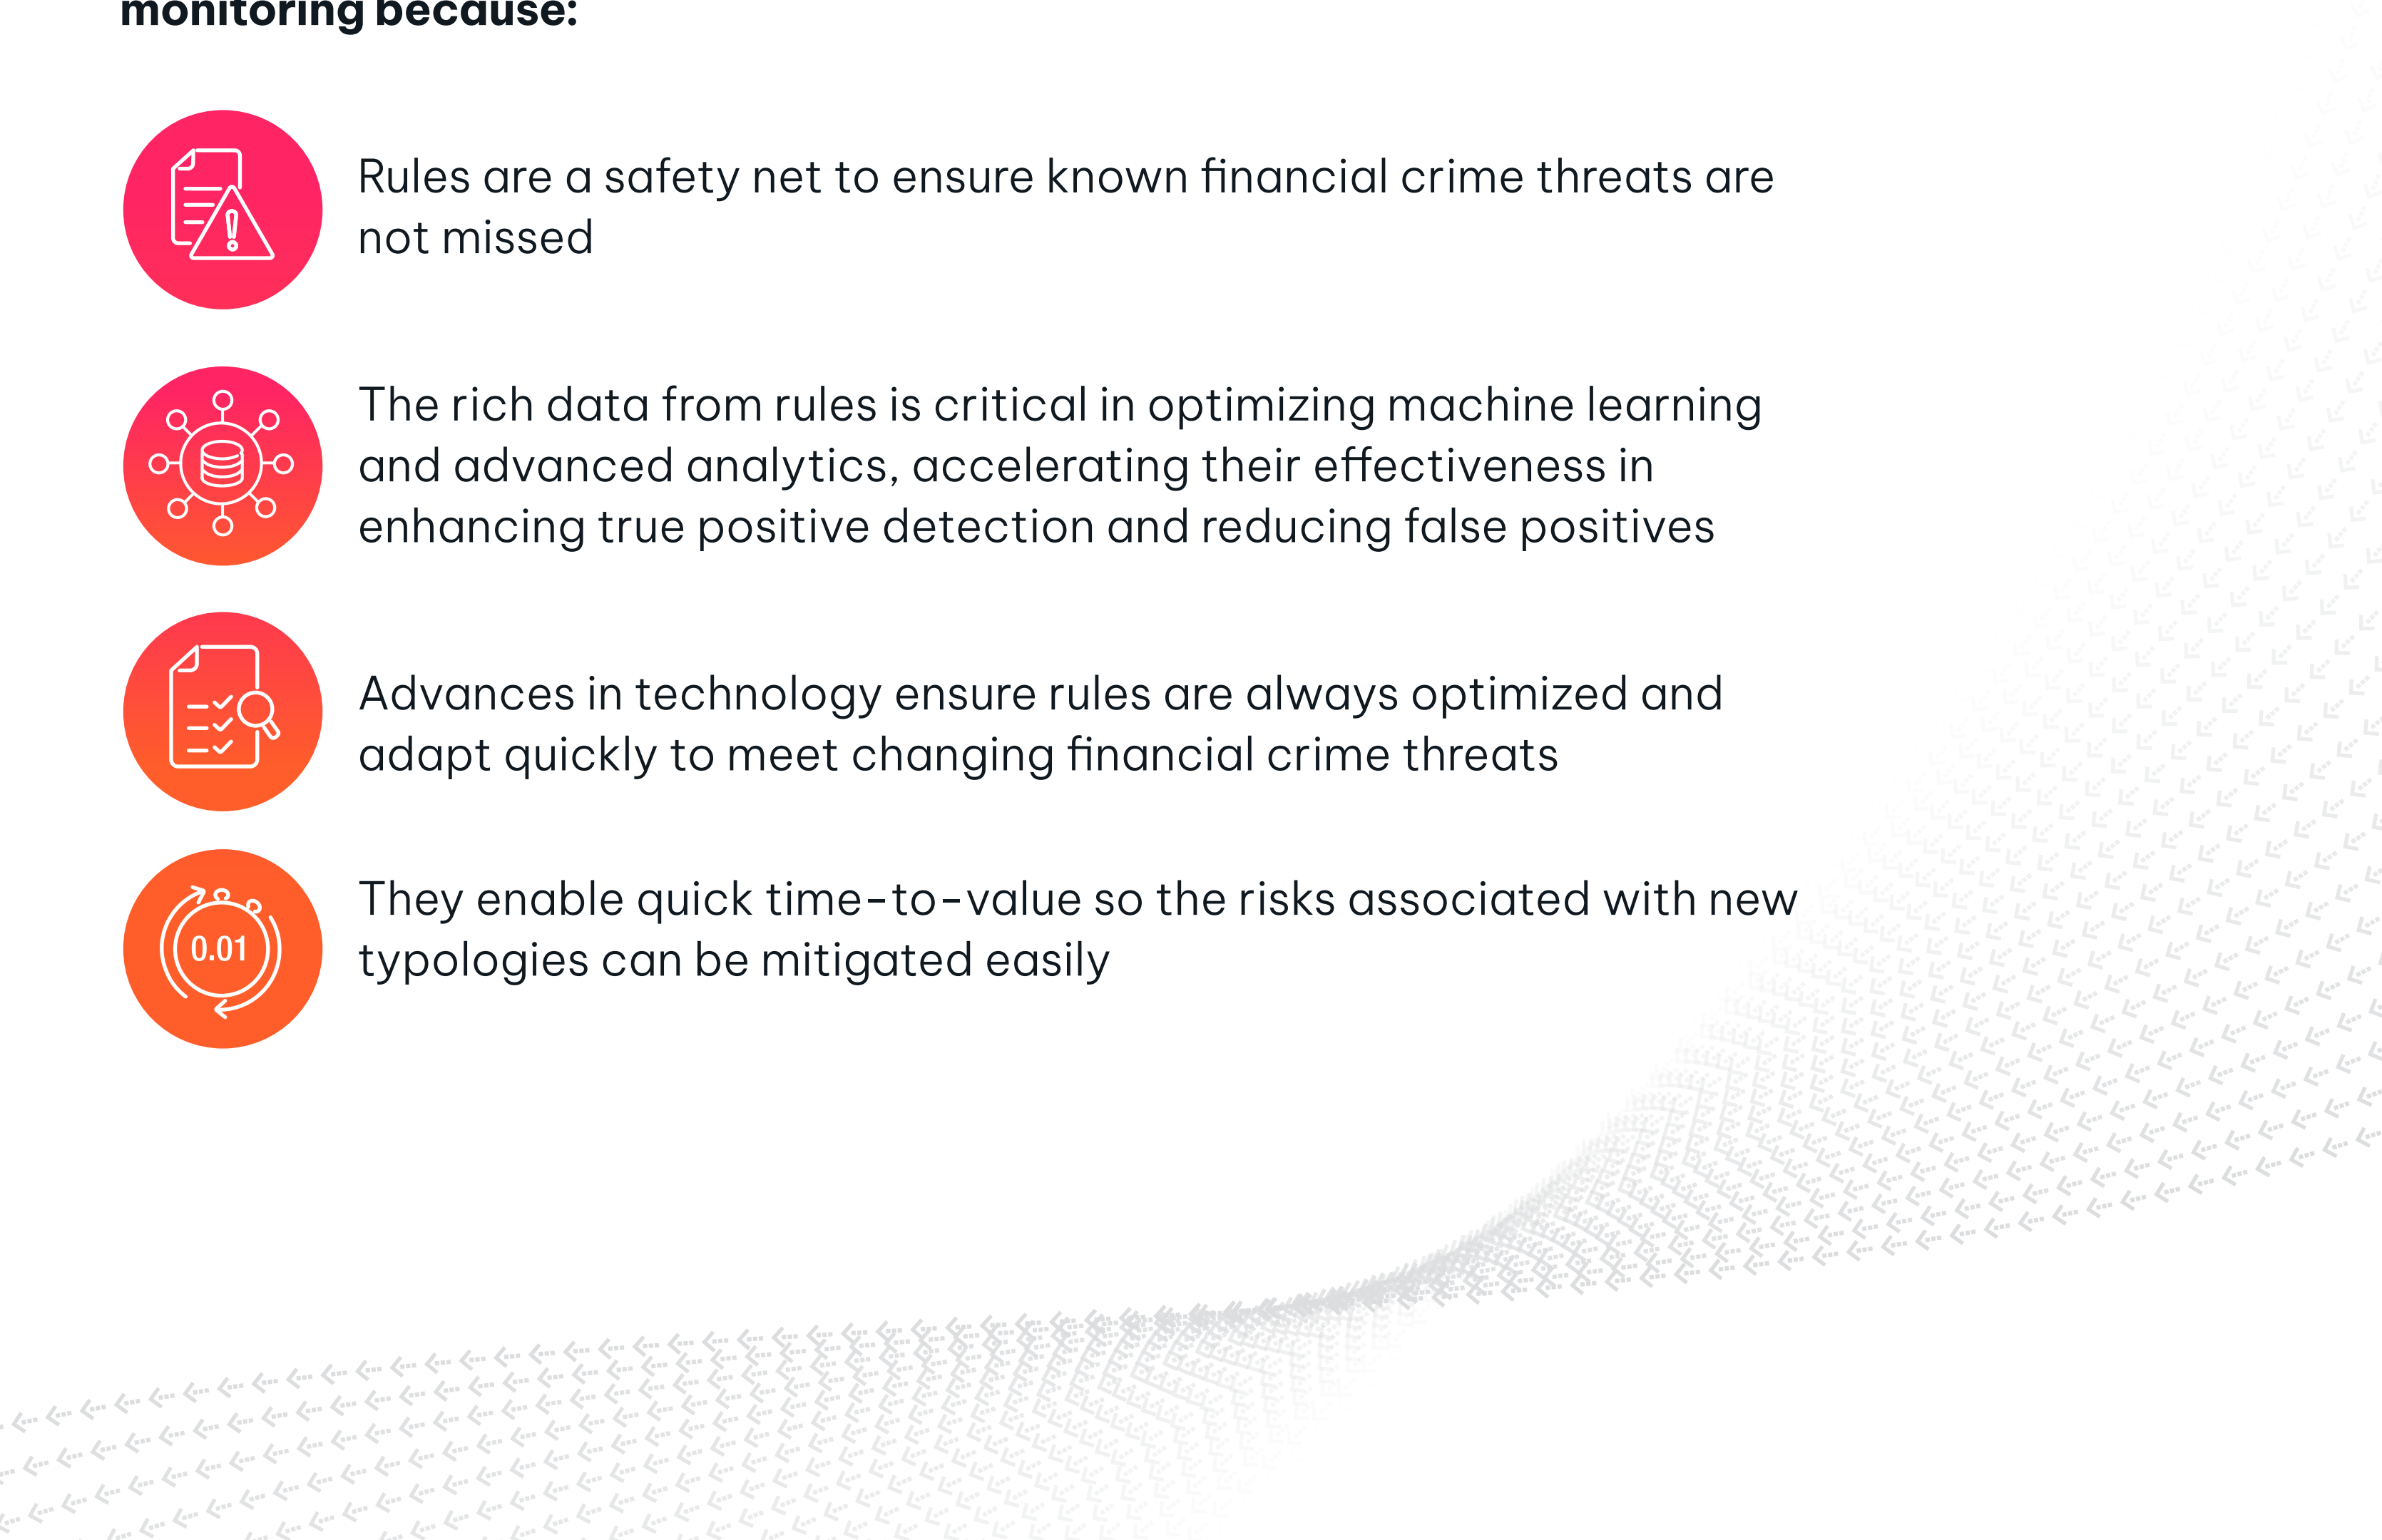 monitoring because:
Rules are a safety net to ensure known financial crime threats are
not missed
The rich data from rules is critical in optimizing machine learning
and advanced analytics, accelerating their effectiveness in
enhancing true positive detection and reducing false positives
Advances in technology ensure rules are always optimized and
adapt quickly to meet changing financial crime threats
They enable quick time-to-value so the risks associated with new
typologies can be mitigated easily
0.01